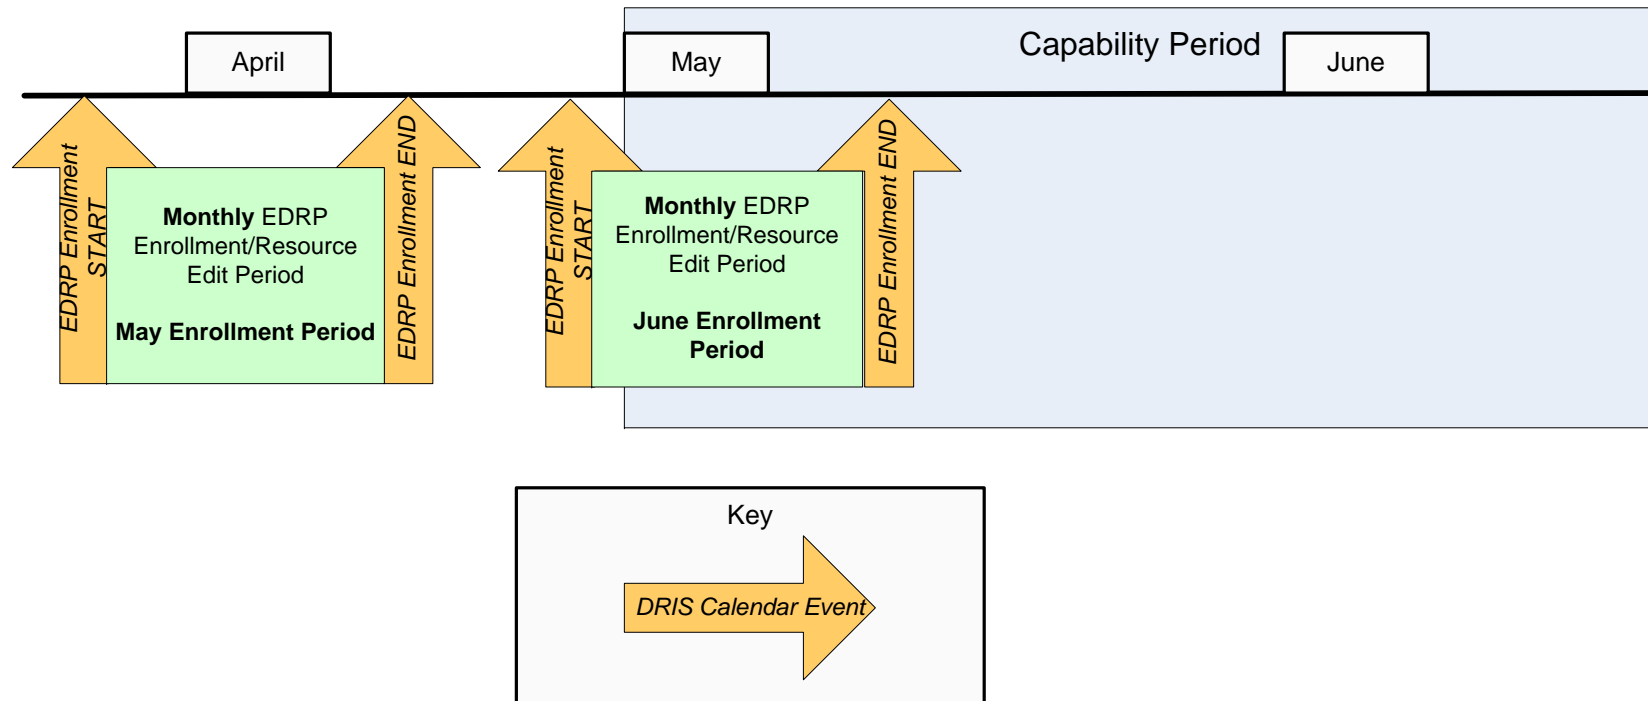 Capability Period
April
May
June
EDRP Enrollment
START
Monthly EDRP
Enrollment/Resource
Edit Period
May Enrollment Period
EDRP Enrollment END
EDRP Enrollment
START
Monthly EDRP
Enrollment/Resource
Edit Period
June Enrollment
Period
EDRP Enrollment END
Key
DRIS Calendar Event